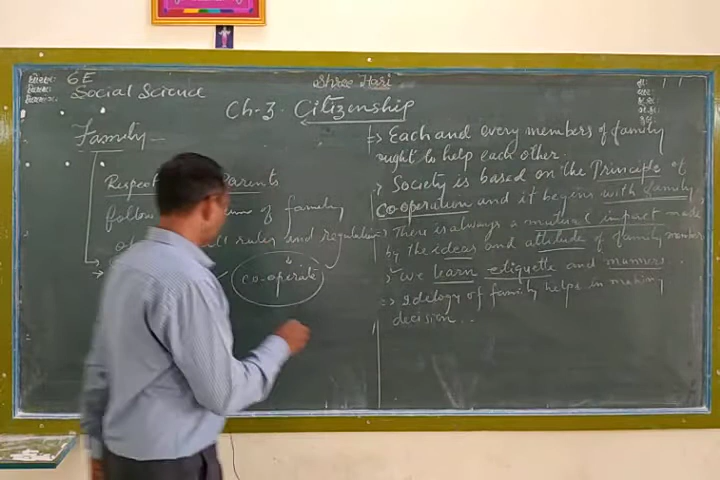 6E
Social Science
Shree Hari
Ch-3. Citizenship
Family
Respect Parents
follow of family
rules and regulation
co-operate
=> Each and every members of family
ought to help each other.
Society is based on the Principle of
co-operation and it begins with family
There is always a mutual impact made
by the ideas and attitude of family member
We learn etiquette and manners..
=> Idelogy of family helps in making
decision...